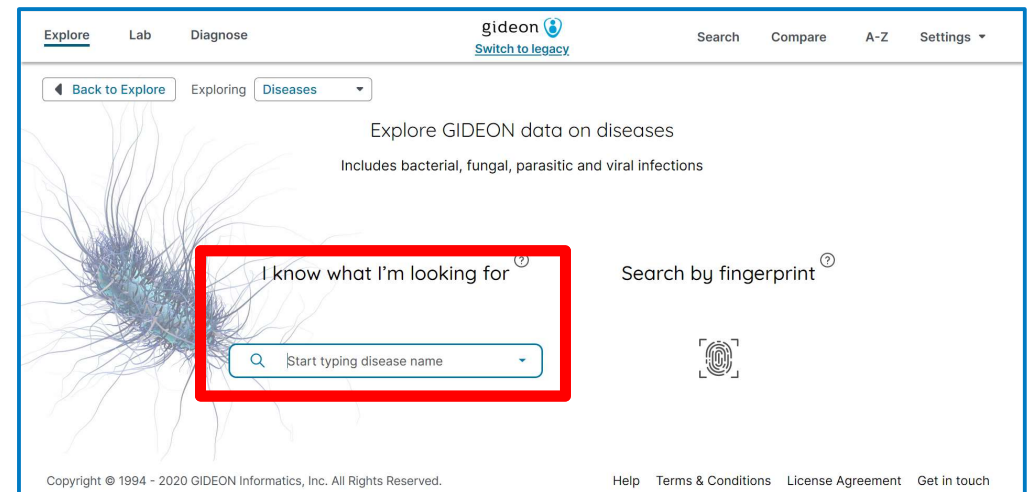 Explore Lab Diagnose gideon Search Compare A-Z Settings
Switch to legacy
Back to Explore Exploring Diseases
Explore GIDEON data on diseases
Includes bacterial, fungal, parasitic and viral infections
I know what I'm looking for ? Search by fingerprint ?
Start typing disease name
Copyright © 1994 - 2020 GIDEON Informatics, Inc. All Rights Reserved. Help Terms & Conditions License Agreement Get in touch